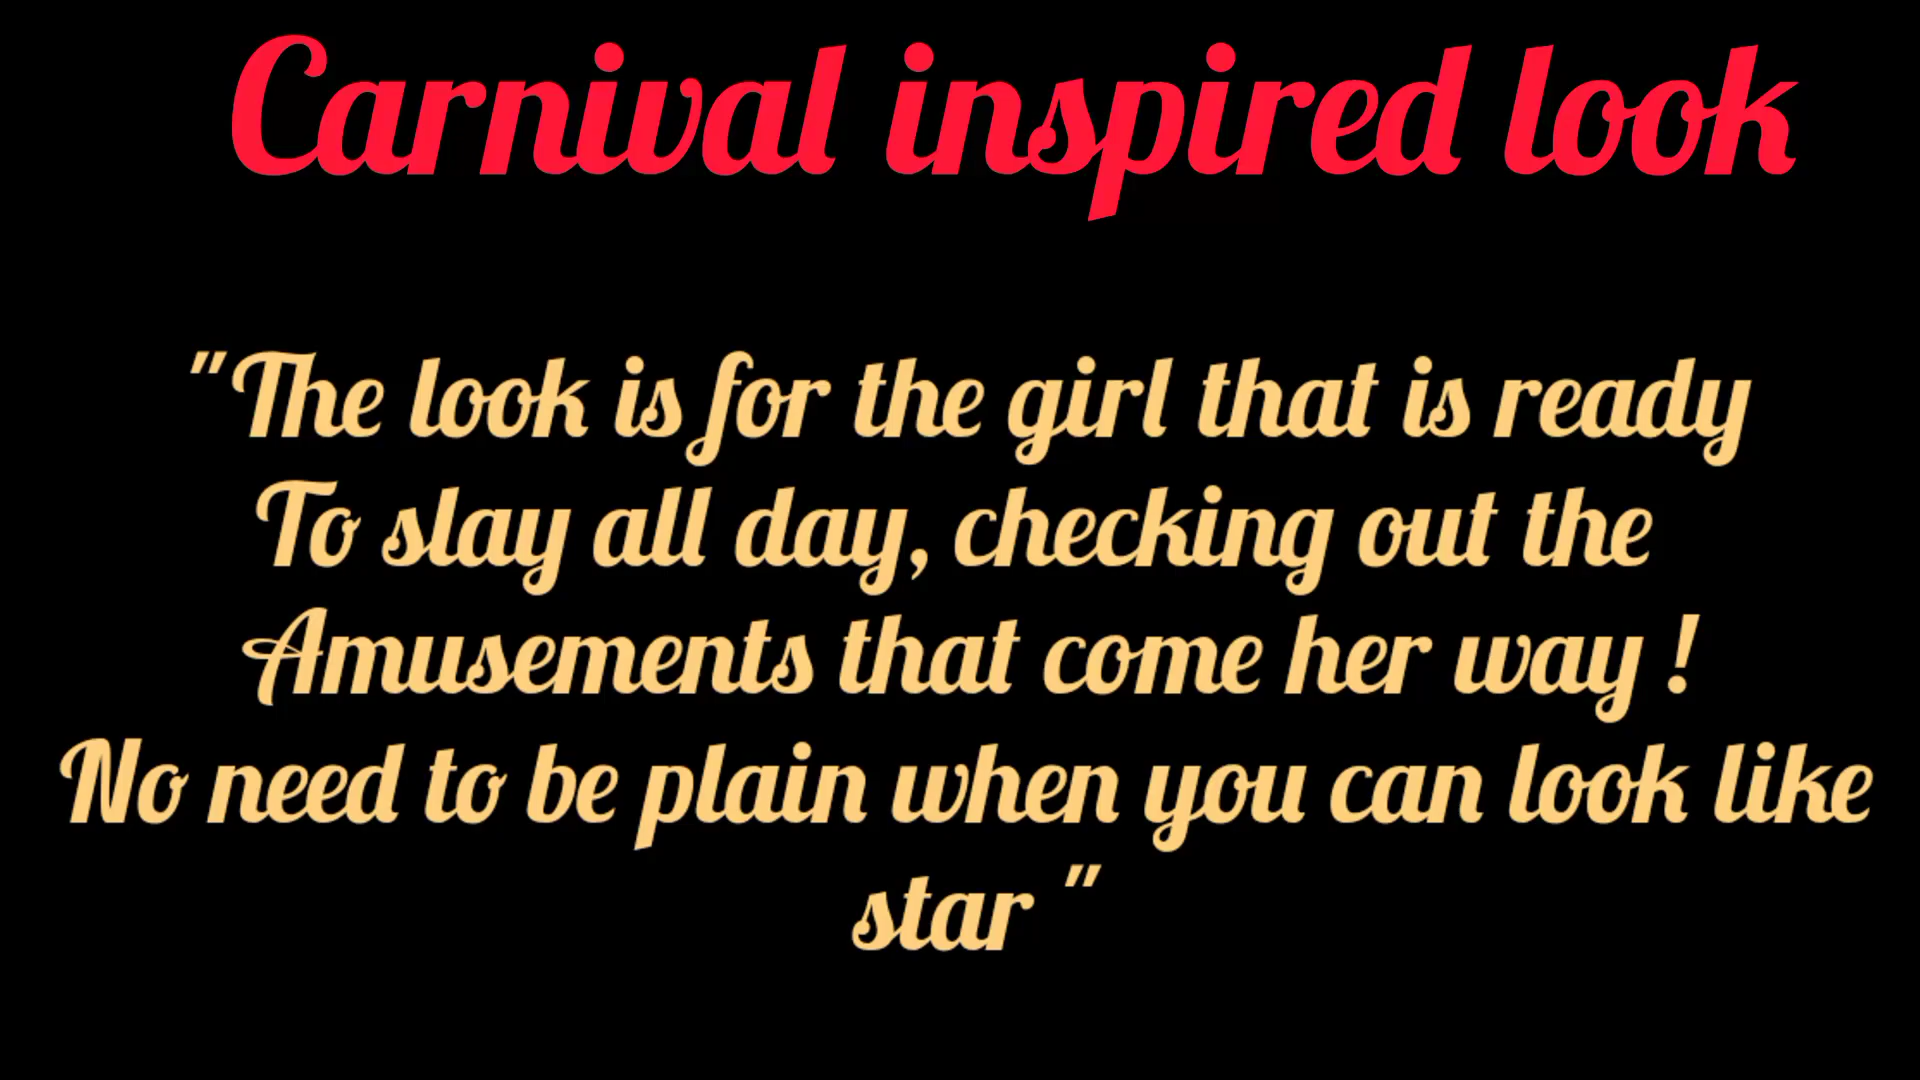 Carnival inspired look
"The look is for the girl that is ready
To slay all day, checking out the
Amusements that come her way !
No need to be plain when you can look like
star "